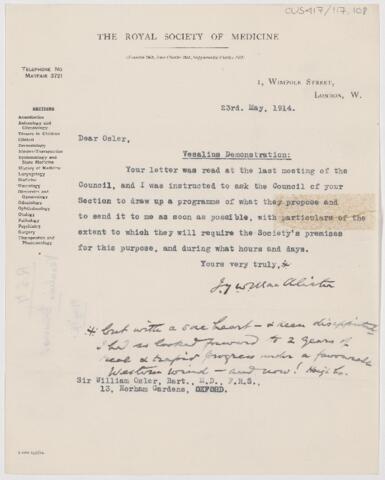 CUS417/117.108
THE ROYAL SOCIETY OF MEDICINE
TELEPHONE No
MAYFAIR 3721
1, WIMPOLE STREET,
LONDON, W.
23rd. May, 1914.
SECTIONS
Anaesthetics
Balneology and
Climatology
Diseases in Children
Clinical
Dermatology
Electro-Therapeutics
Epidemiology and
State Medicine
History of Medicine
Laryngology
Medicine
Neurology
Obstetrics and
Gynaecology
Odontology
Ophthalmology
Otology
Pathology
Psychiatry
Surgery
Therapeutics and
Pharmacology
Dear Osler,
Vesalius Demonstration:
Your letter was read at the last meeting of the
Council, and I was instructed to ask the Council of your
Section to draw up a programme of what they propose and
to send it to me as soon as possible, with particulars of the
extent to which they will require the Society's premises
for this purpose, and during what hours and days.
Yours very truly,
J Y W MacAlister
but with a sore heart - & keen
I had so looked forward to 2 years of
real & rapid progress under a favourable
Western wind - and now!
Sir William Osler, Bart., M.D., F.R.S.,
13, Norham Gardens, OXFORD.